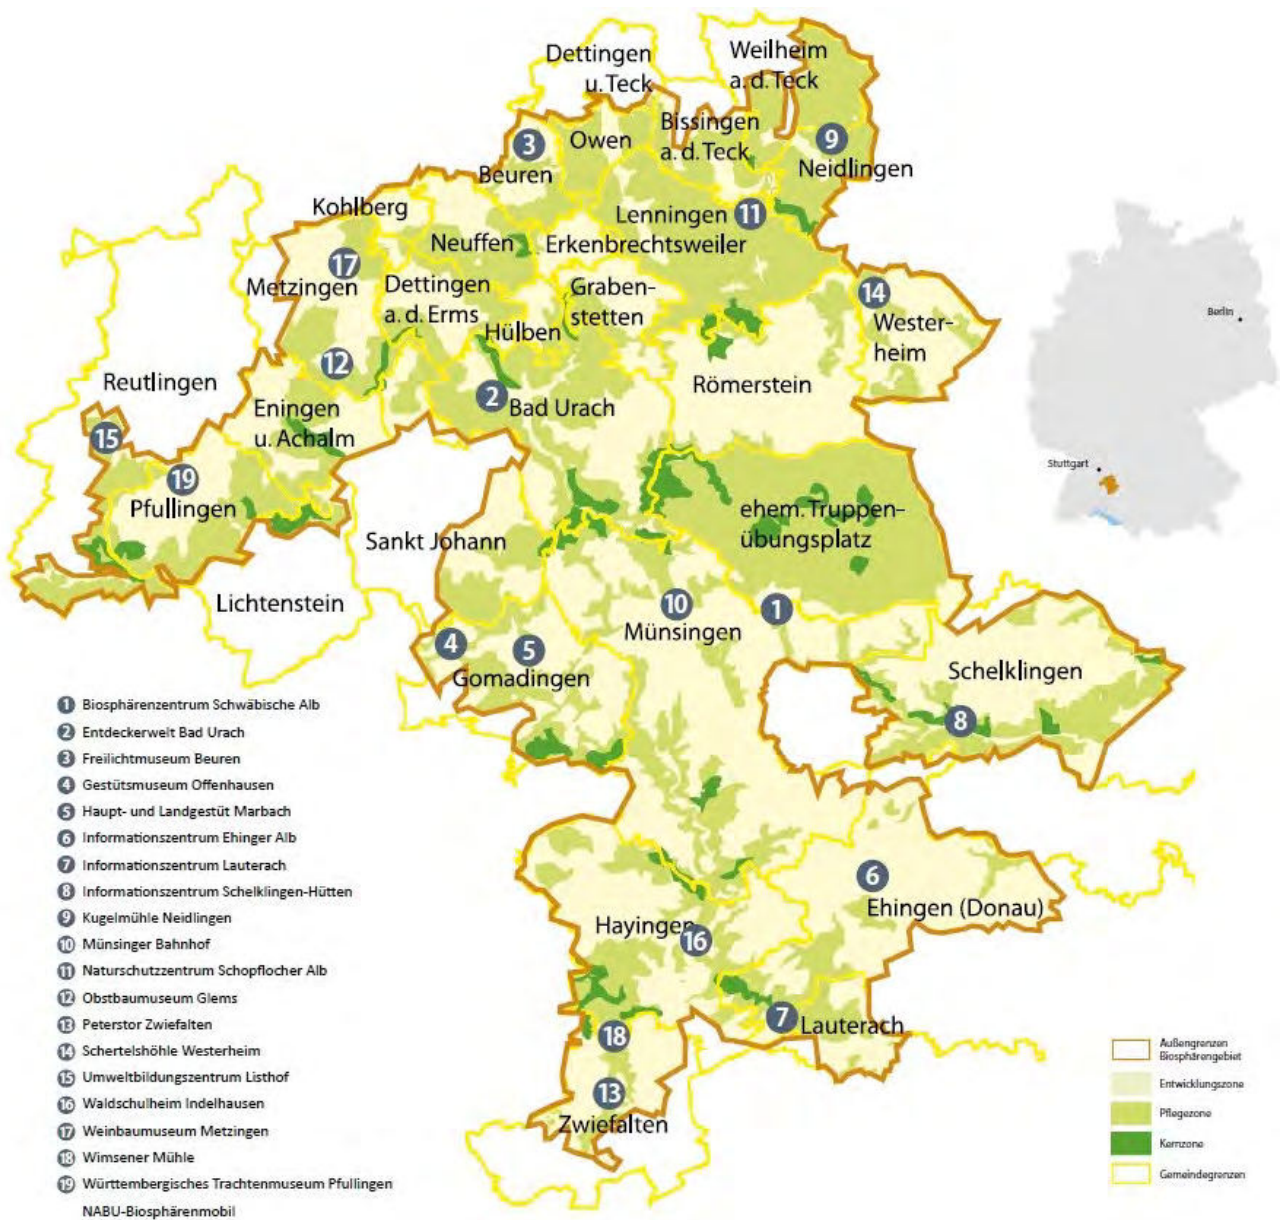 Dettingen
u. Teck
Weilheim
a. d. Teck
3
Beuren
Owen
Bissingen
a. d. Teck
9
Neidlingen
Kohlberg
Neuffen
Erkenbrechtsweiler
Lenningen 11
17
Metzingen
Dettingen
a. d. Erms
Hülben
Graben-
stetten
14
Wester-
heim
Römerstein
12
Reutlingen
Eningen
u. Achalm
2 Bad Urach
15
19
Pfullingen
Sankt Johann
ehem. Truppen-
übungsplatz
Lichtenstein
10
Münsingen
1
4
5
Gomadingen
Schelklingen
8
6
Ehingen (Donau)
Hayingen
16
7 Lauterach
18
13
Zwiefalten
Berlin
Stuttgart
1 Biosphärenzentrum Schwäbische Alb
2 Entdeckerwelt Bad Urach
3 Freilichtmuseum Beuren
4 Gestütsmuseum Offenhausen
5 Haupt- und Landgestüt Marbach
6 Informationszentrum Ehinger Alb
7 Informationszentrum Lauterach
8 Informationszentrum Schelklingen-Hütten
9 Kugelmühle Neidlingen
10 Münsinger Bahnhof
11 Naturschutzzentrum Schopflocher Alb
12 Obstbaumuseum Glems
13 Peterstor Zwiefalten
14 Schertelshöhle Westerheim
15 Umweltbildungszentrum Listhof
16 Waldschulheim Indelhausen
17 Weinbaumuseum Metzingen
18 Wimsener Mühle
19 Württembergisches Trachtenmuseum Pfullingen
NABU-Biosphärenmobil
Außengrenzen
Biosphärengebiet
Entwicklungszone
Pflegezone
Kernzone
Gemeindegrenzen